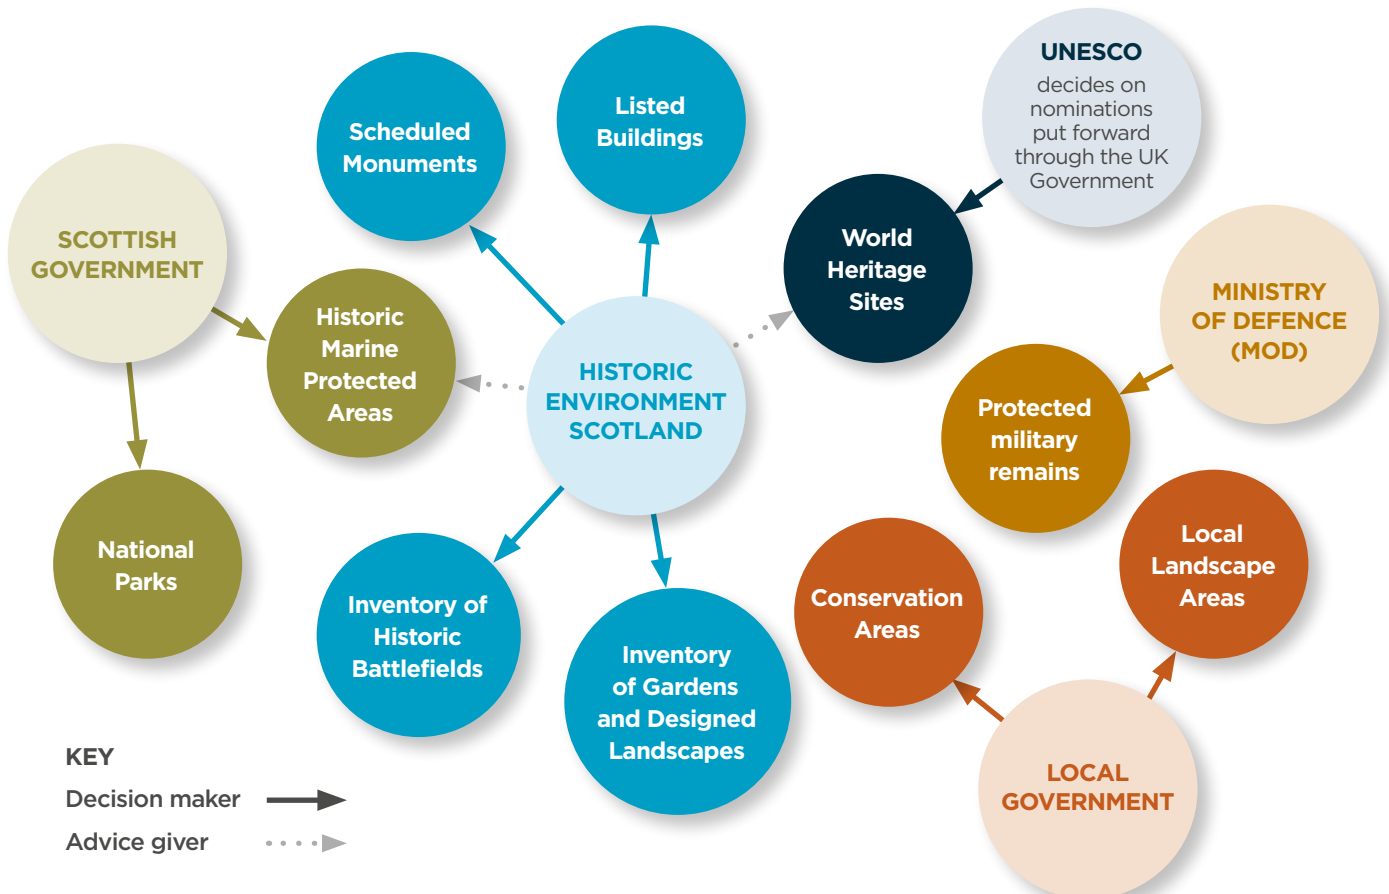 SCOTTISH
GOVERNMENT
Scheduled
Monuments
Listed
Buildings
UNESCO
decides on
nominations
put forward
through the UK
Government
World
Heritage
Sites
MINISTRY
OF DEFENCE
(MOD)
Historic
Marine
Protected
Areas
HISTORIC
ENVIRONMENT
SCOTLAND
Protected
military
remains
National
Parks
Inventory of
Historic
Battlefields
Inventory
of Gardens
and Designed
Landscapes
Conservation
Areas
Local
Landscape
Areas
LOCAL
GOVERNMENT
KEY
Decision maker
Advice giver